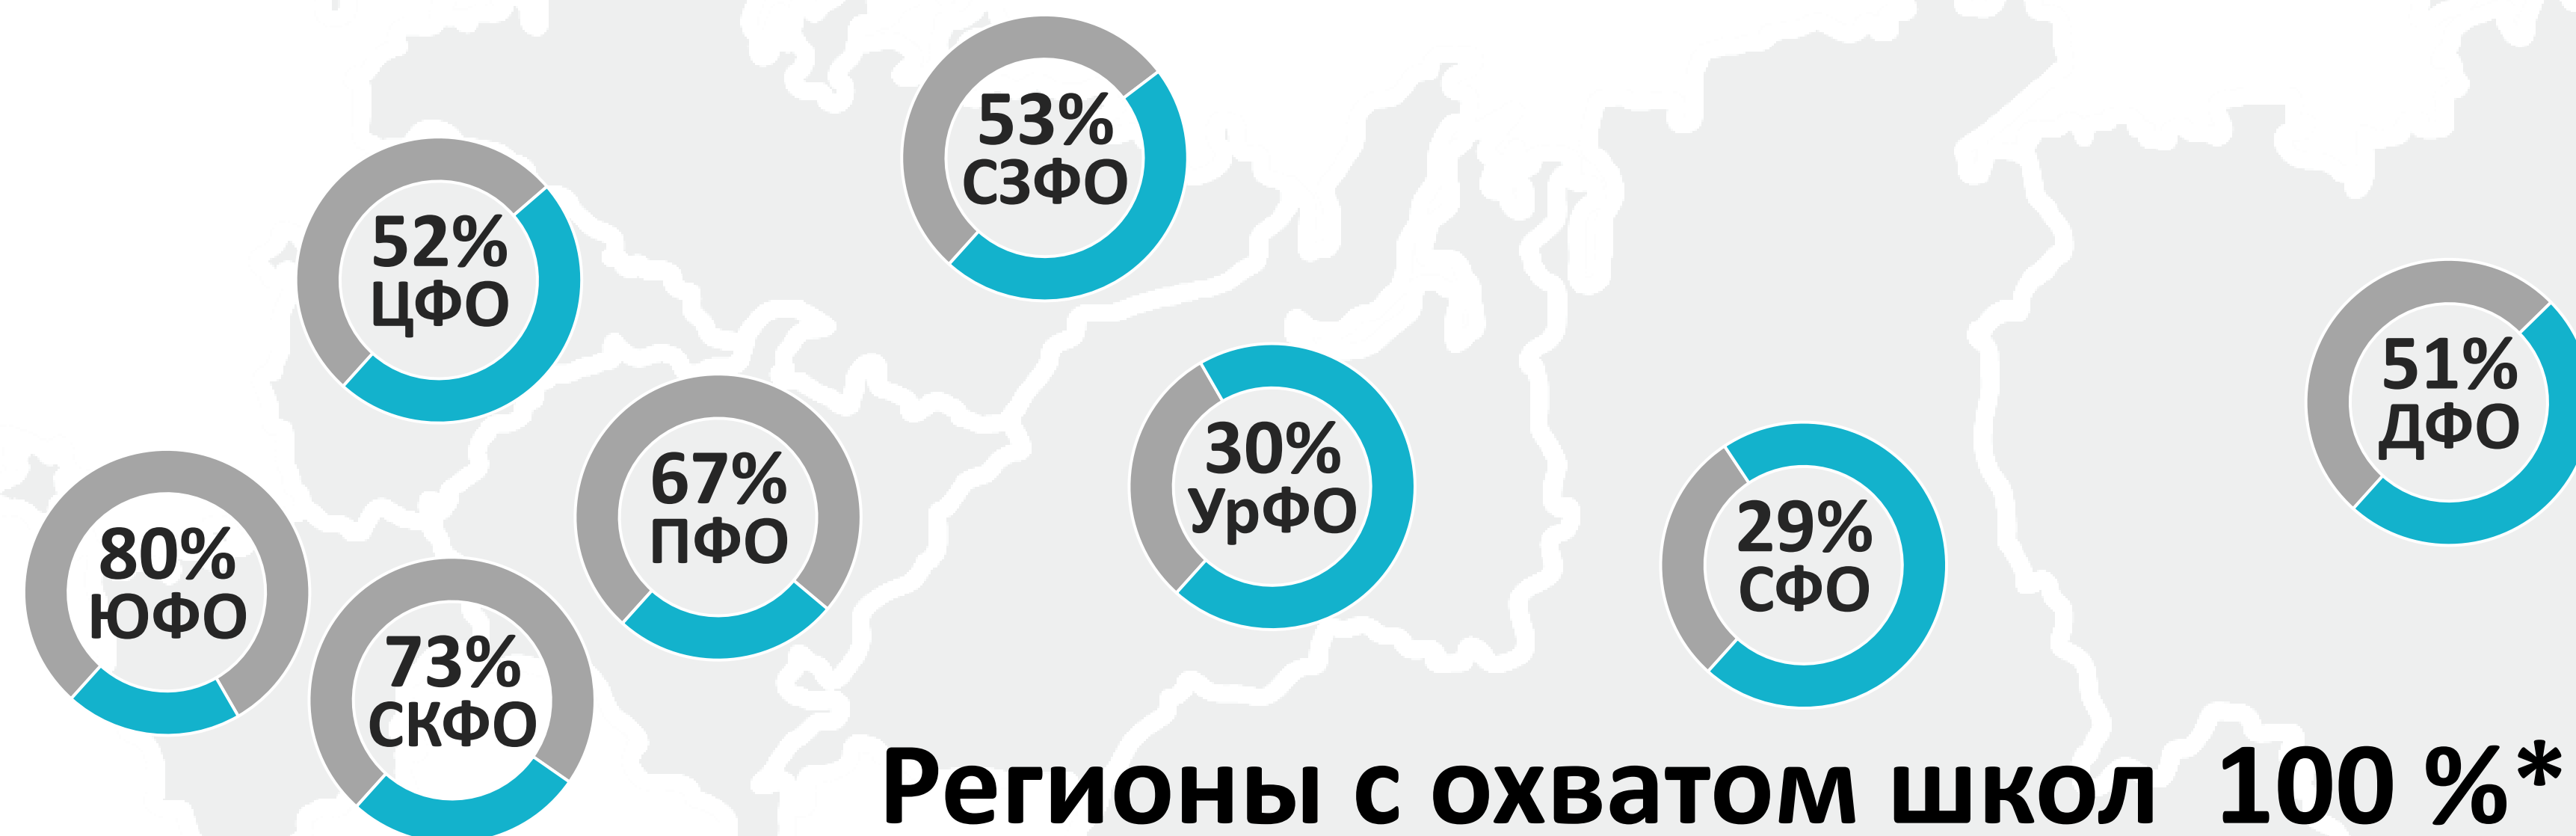 53%
СЗФО
52%
ЦФО
51%
ДФО
30%
УрФО
67%
ПФО
29%
СФО
80%
ЮФО
73%
СКФО
Регионы с охватом школ 100 %*